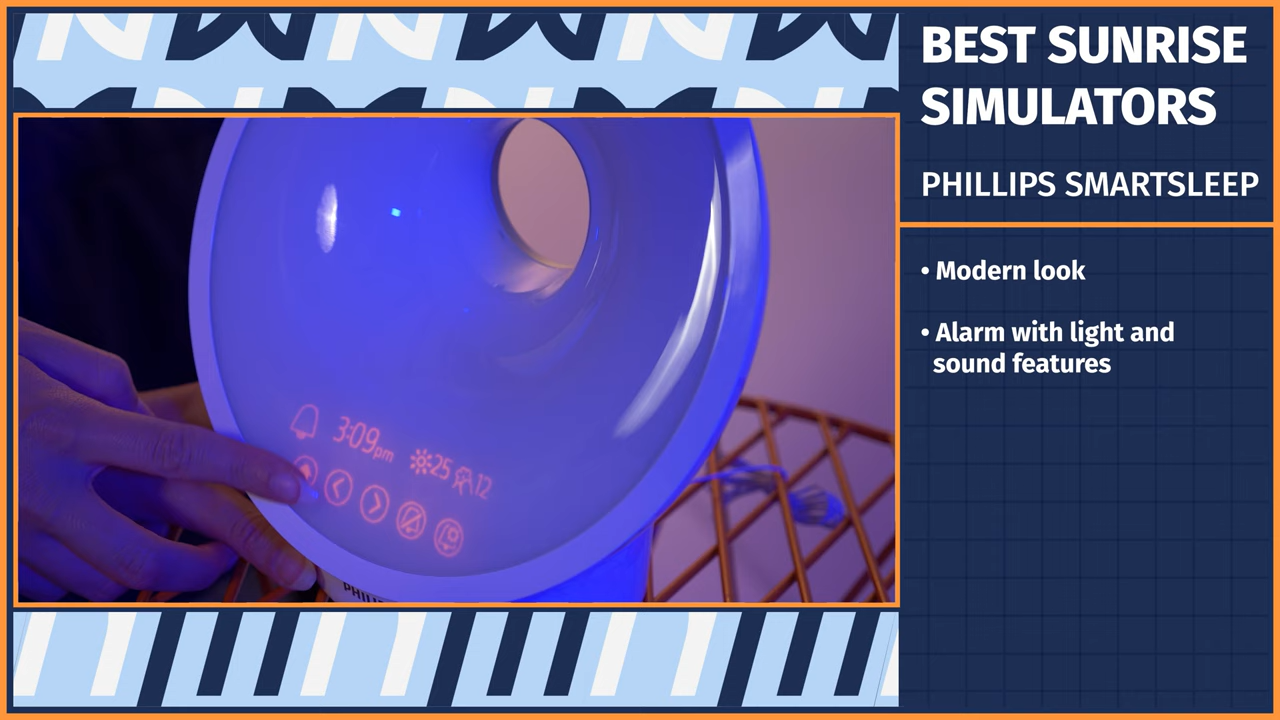 BEST SUNRISE
SIMULATORS
PHILLIPS SMARTSLEEP
• Modern look
• Alarm with light and
sound features
3:09pm 25 12